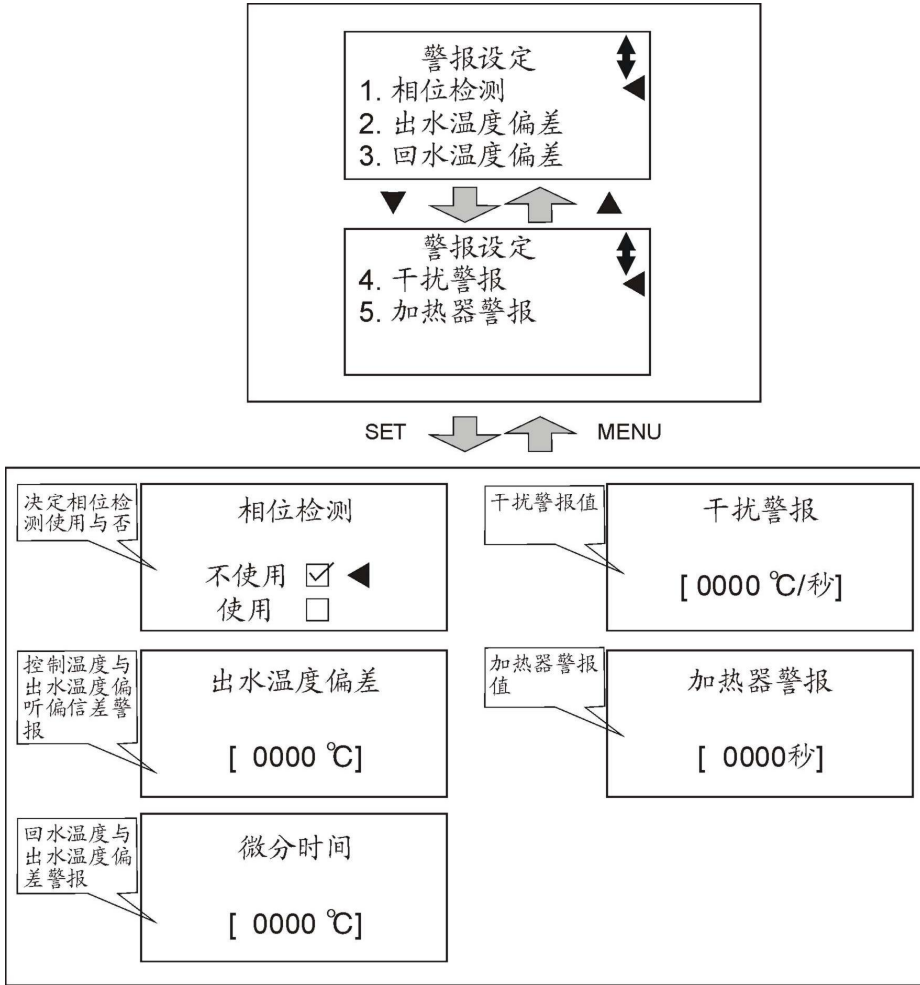 警报设定
1. 相位检测
2. 出水温度偏差
3. 回水温度偏差
警报设定
4. 干扰警报
5. 加热器警报
SET
MENU
决定相位检
测使用与否
相位检测
不使用
使用
干扰警报值
干扰警报
[ 0000 ℃/秒]
控制温度与
出水温度偏
听偏信差警
报
出水温度偏差
[ 0000 ℃]
加热器警报
值
加热器警报
[ 0000秒]
回水温度与
出水温度偏
差警报
微分时间
[ 0000 ℃]